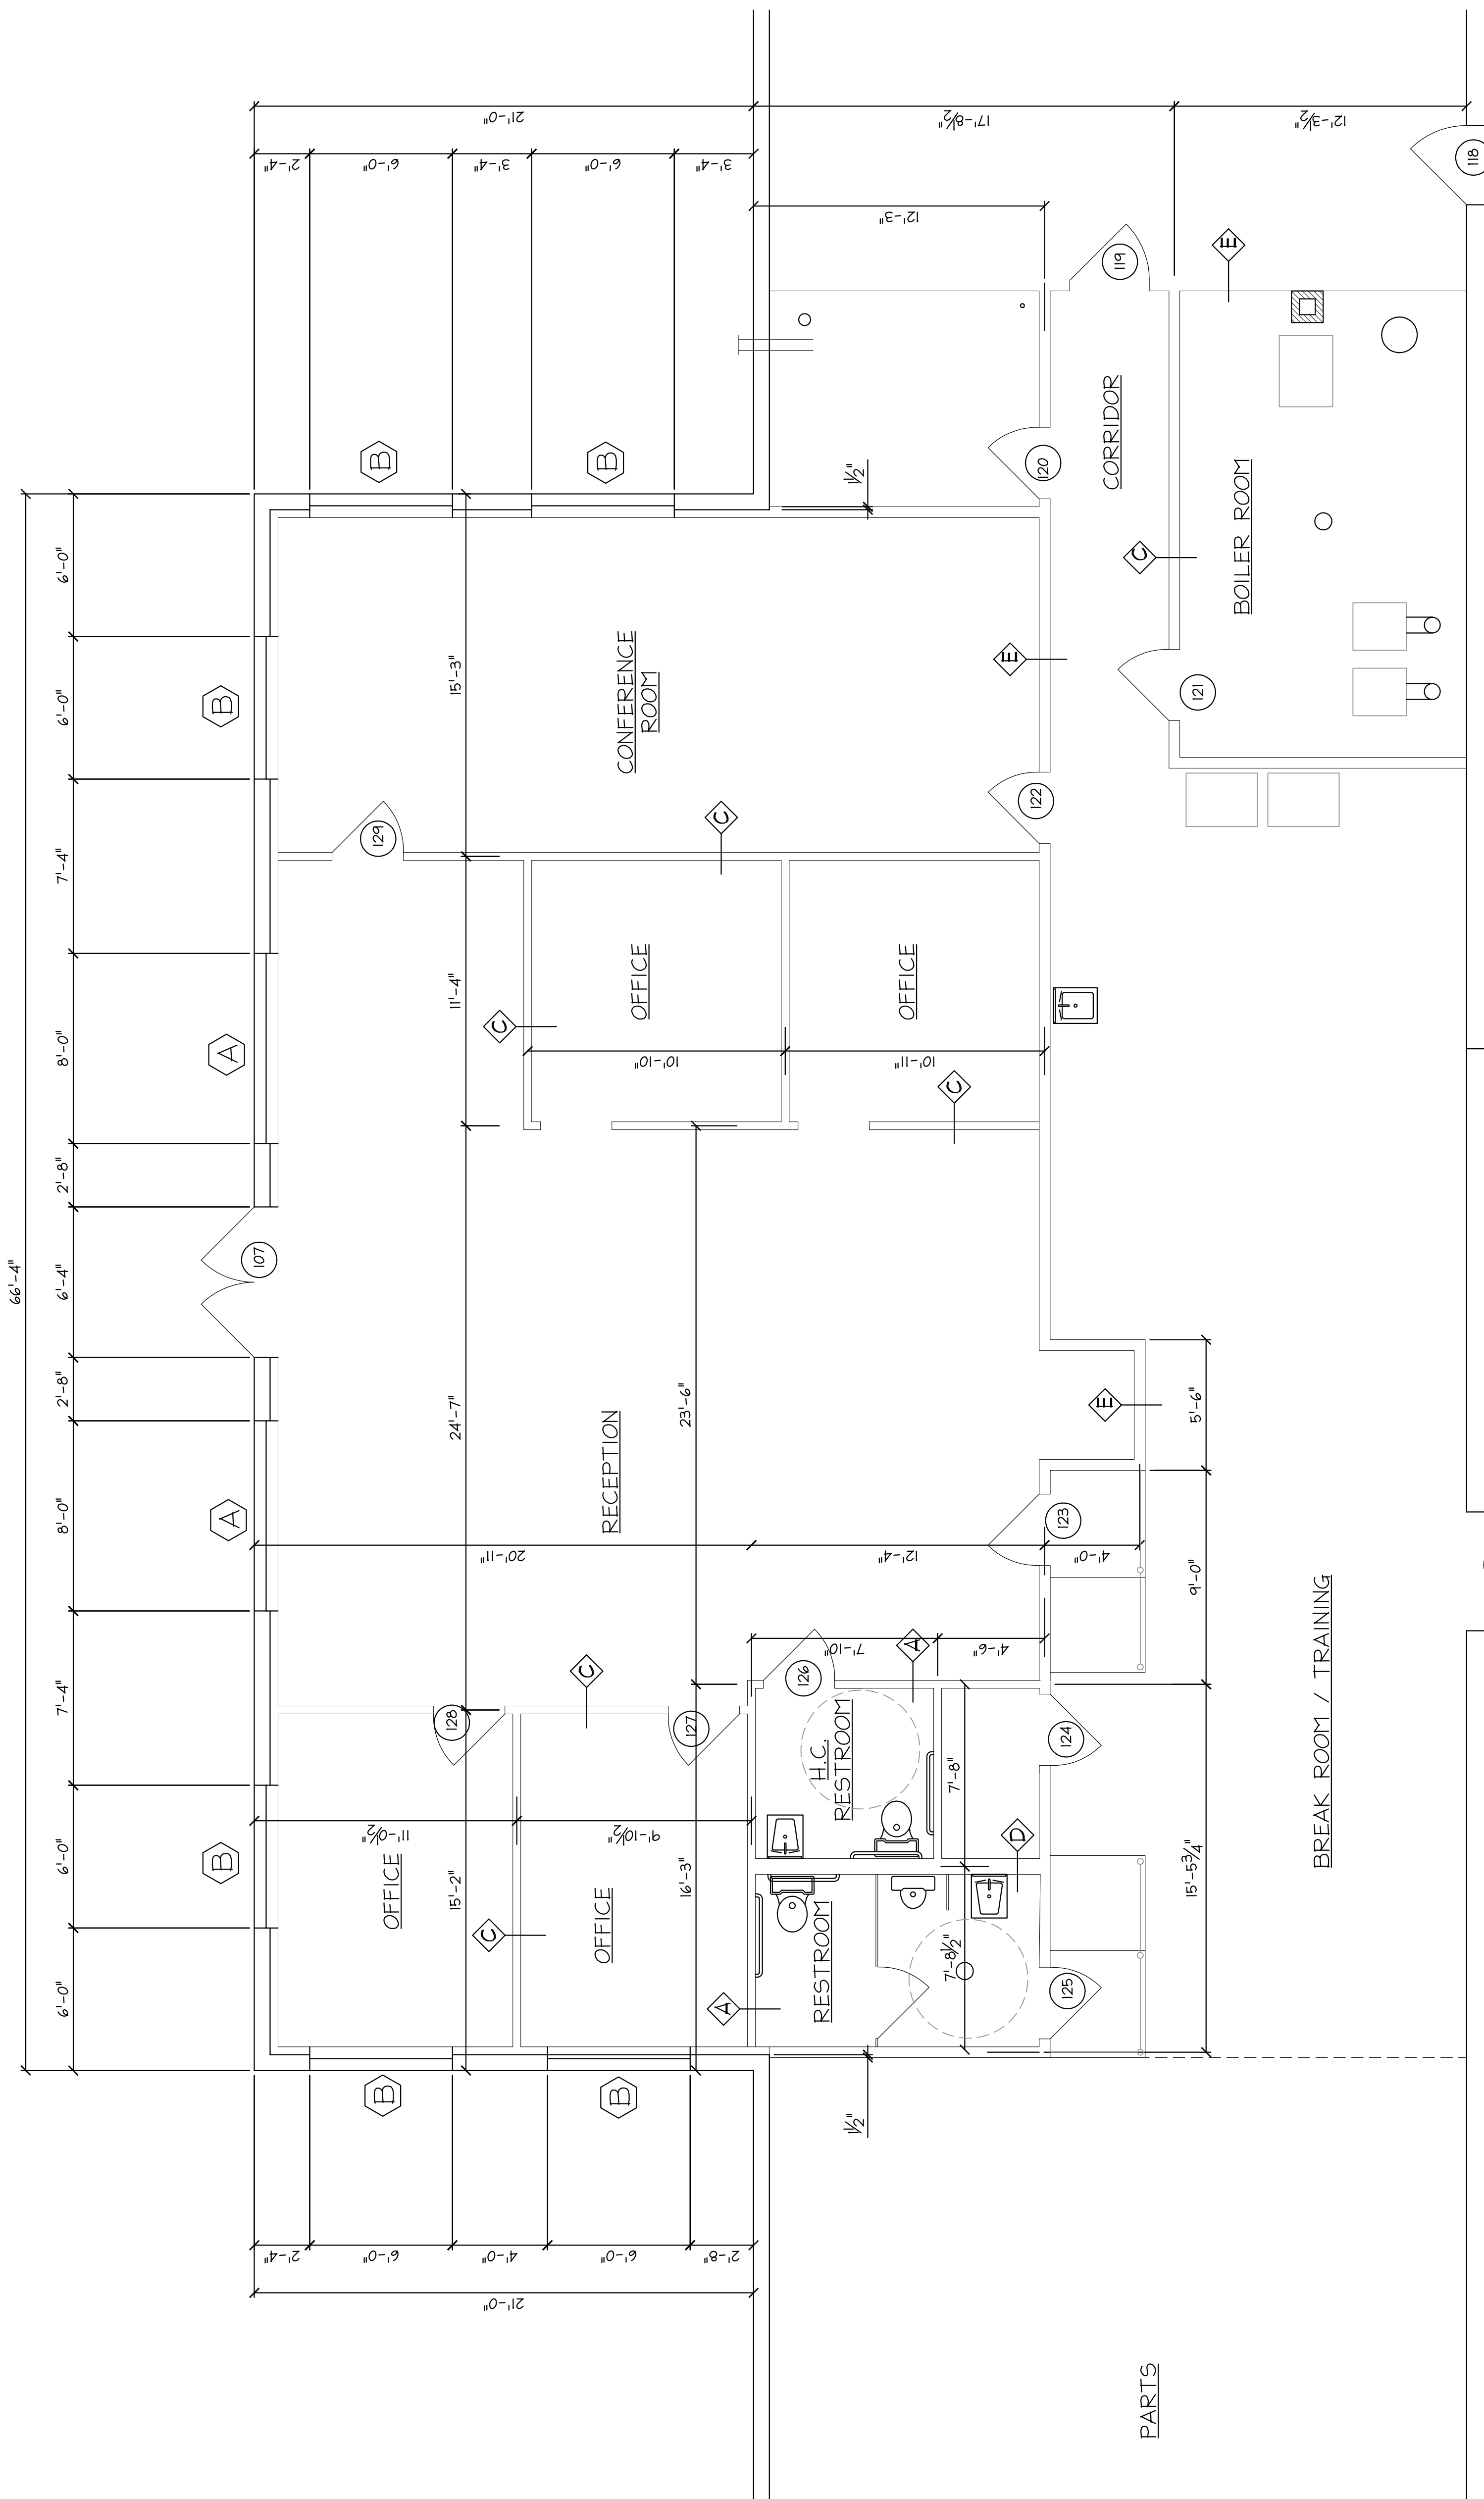 66'-4"
6'-0"
6'-0"
7'-4"
8'-0"
2'-8"
6'-4"
2'-8"
8'-0"
7'-4"
6'-0"
6'-0"
21'-0"
17'-8½"
12'-3½"
2'-4"
6'-0"
3'-4"
6'-0"
3'-4"
12'-3"
118
119
E
B
B
1½"
120
CORRIDOR
BOILER ROOM
C
E
121
B
15'-3"
CONFERENCE
ROOM
122
129
C
A
11'-4"
C
OFFICE
OFFICE
10'-10"
10'-11"
C
107
24'-7"
23'-6"
RECEPTION
E
5'-6"
A
20'-11"
12'-4"
4'-0"
123
9'-0"
BREAK ROOM / TRAINING
7'-10"
4'-6"
A
C
126
128
127
124
H.C.
RESTROOM
7'-8"
D
B
11'-0½"
9'-10½"
OFFICE
15'-2"
OFFICE
16'-3"
C
A
RESTROOM
7'-8½"
125
15'-5¾"
B
B
1½"
2'-4"
6'-0"
4'-0"
6'-0"
2'-8"
21'-0"
PARTS